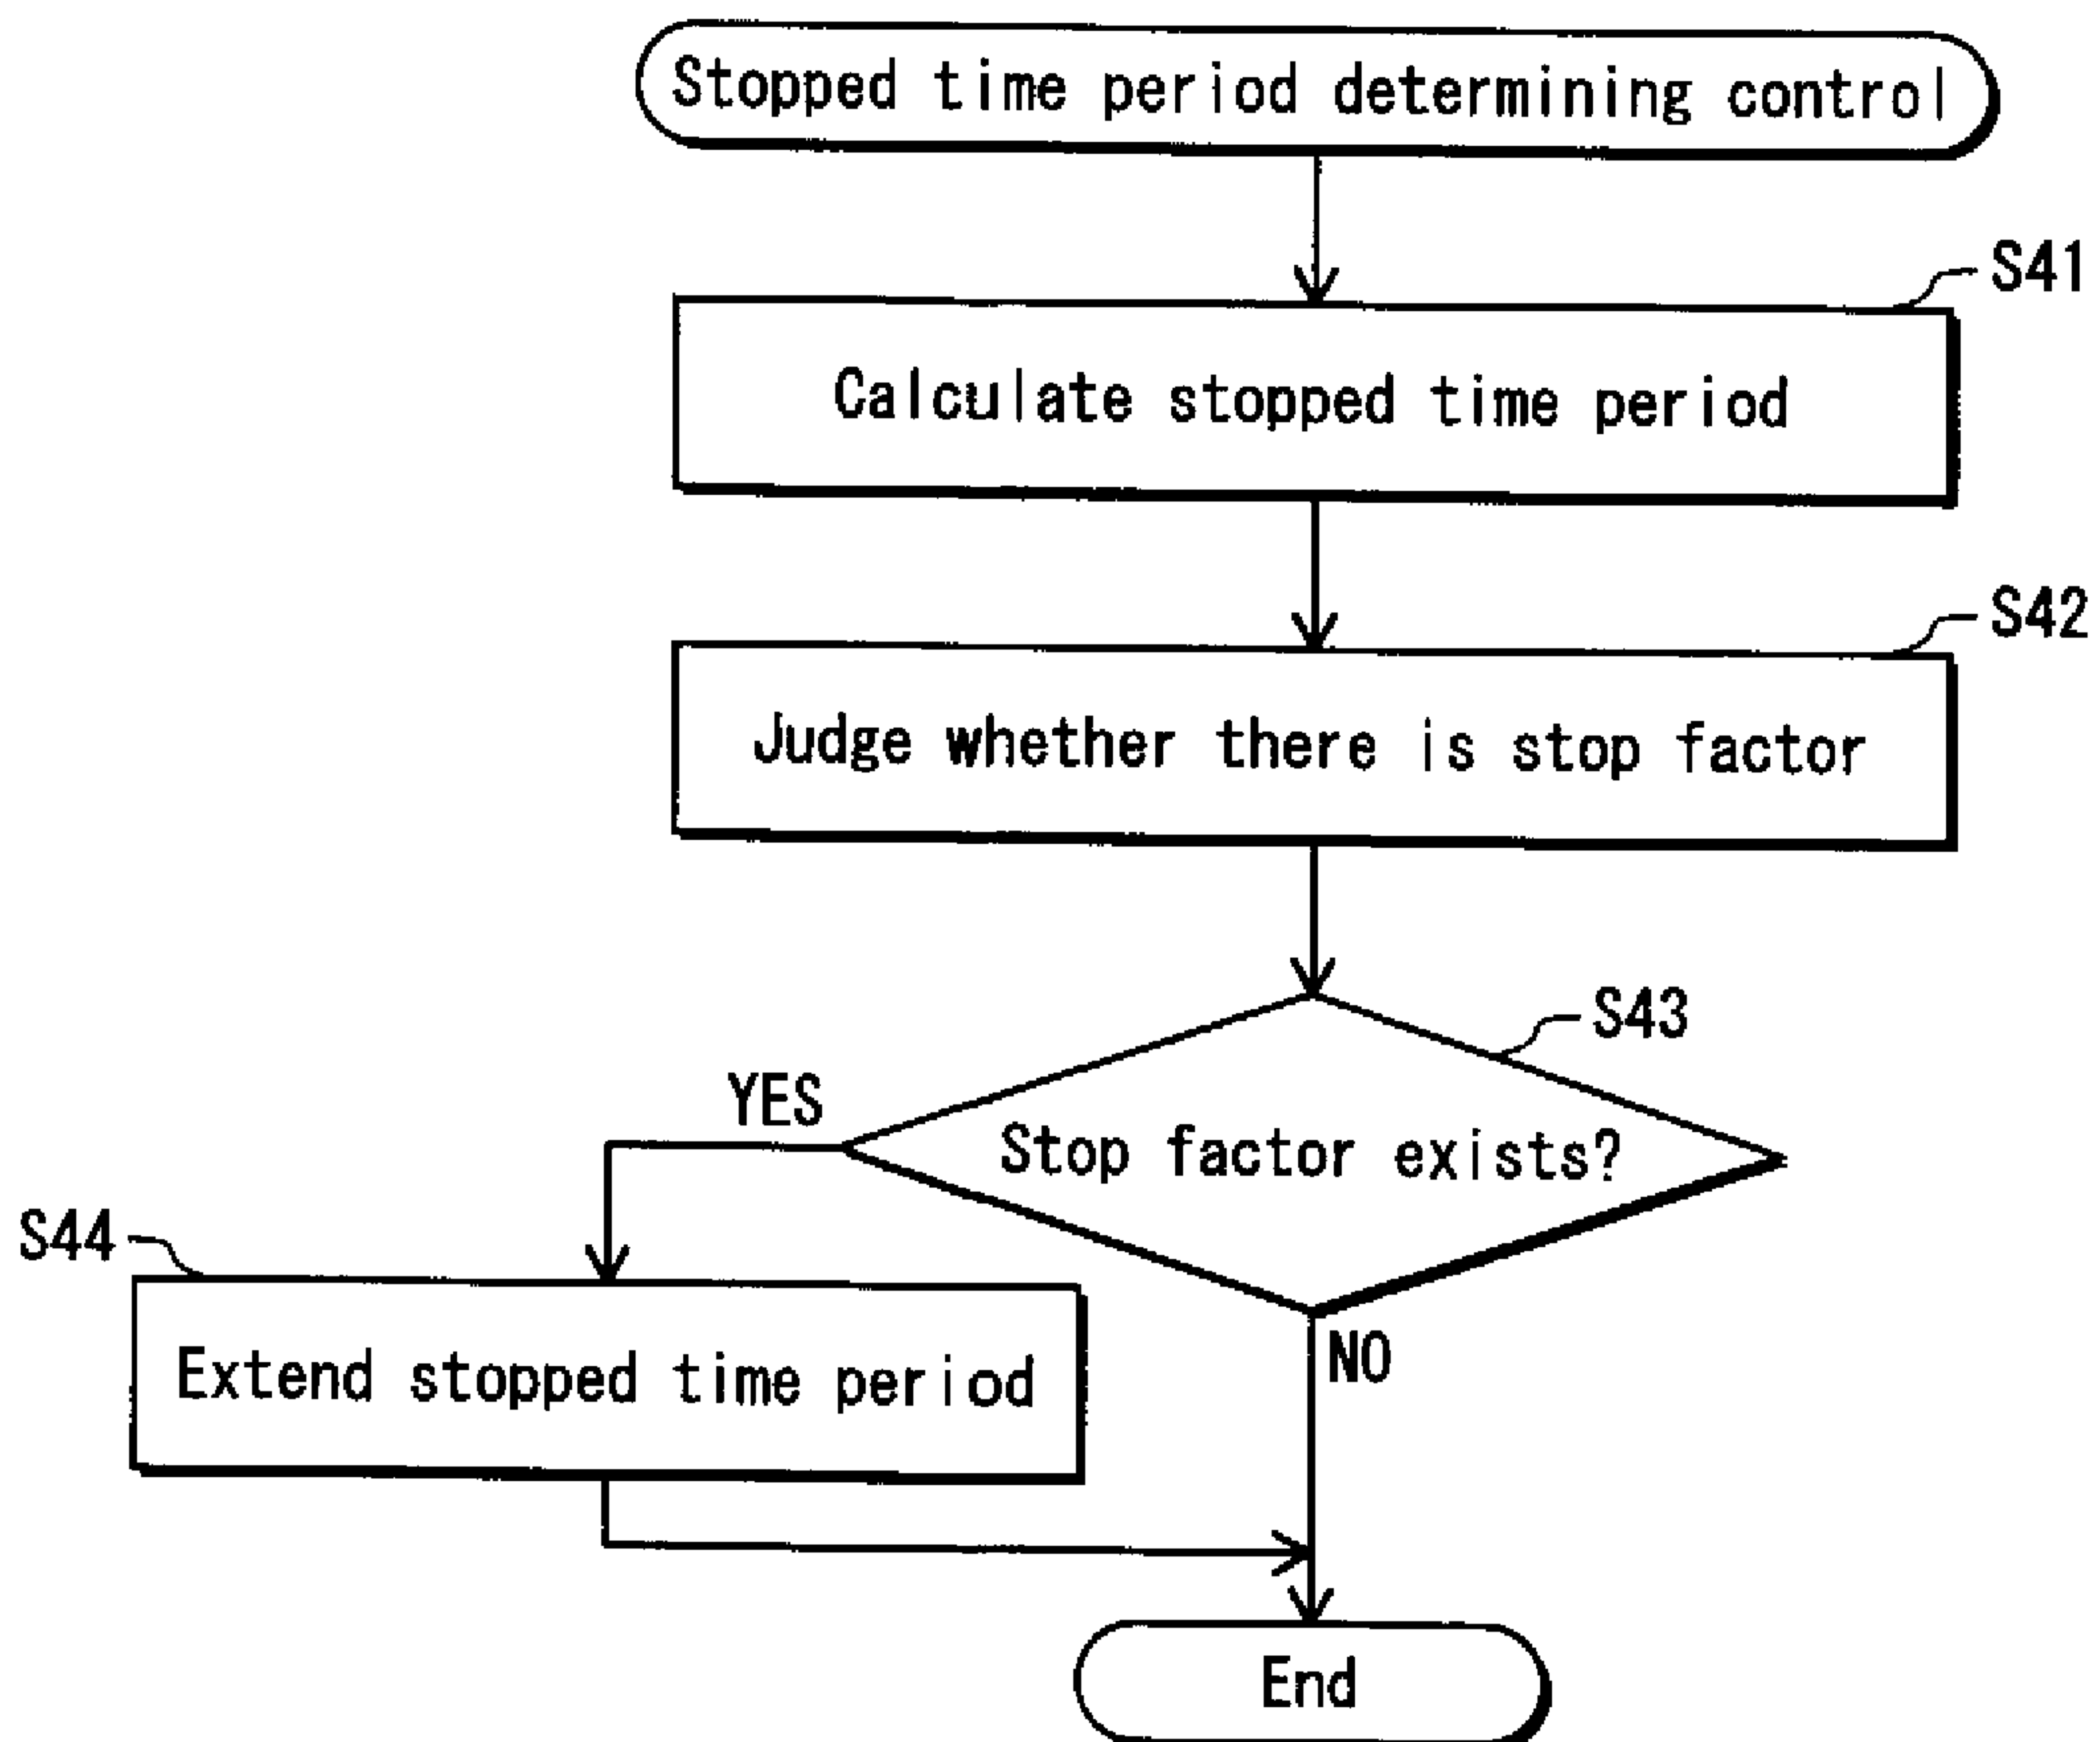 Stopped time period determining control
S41
Calculate stopped time period
S42
Judge whether there is stop factor
S43
YES
Stop factor exists?
S44
NO
Extend stopped time period
End